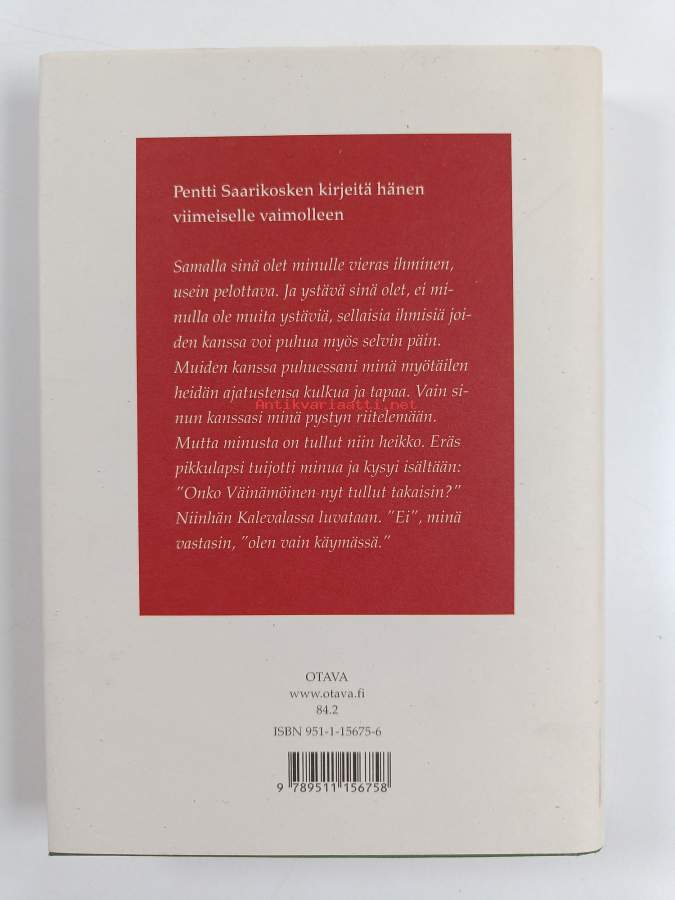 Pentti Saarikosken kirjeitä hänen
viimeiselle vaimolleen
Samalla sinä olet minulle vieras ihminen,
usein pelottava. Ja ystävä sinä olet, ei mi-
nulla ole muita ystäviä, sellaisia ihmisiä joi-
den kanssa voi puhua myös selvin päin.
Muiden kanssa puhuessani minä myötäilen
heidän ajatustensa kulkua ja tapaa. Vain si-
Antikvariaatti.net
nun kanssasi minä pystyn riitelemään.
Mutta minusta on tullut niin heikko. Eräs
pikkulapsi tuijotti minua ja kysyi isältään:
”Onko Väinämöinen nyt tullut takaisin?”
Niinhän Kalevalassa luvataan. ”Ei”, minä
vastasin, ”olen vain käymässä.”
OTAVA
www.otava.fi
84.2
ISBN 951-1-15675-6
9 789511 156758